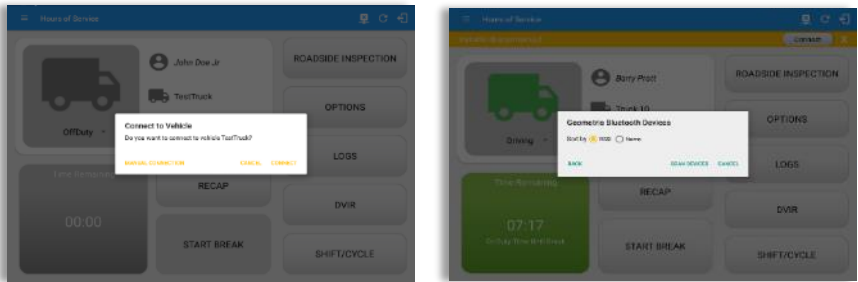 Hours of Service
John Doe Jr
TestTruck
OffDuty
ROADSIDE INSPECTION
OPTIONS
LOGS
DVIR
SHIFT/CYCLE
Connect to Vehicle
Do you want to connect to vehicle TestTruck?
MANUAL CONNECTION CANCEL CONNECT
Time Remaining
00:00
RECAP
START BREAK
Hours of Service
Connect X
Barry Pratt
Truck 10
Driving
ROADSIDE INSPECTION
OPTIONS
LOGS
DVIR
SHIFT/CYCLE
Geometris Bluetooth Devices
Sort by RSSI Name
BACK SCAN DEVICES CANCEL
Time Remaining
07:17
On Duty Time Until Break
RECAP
START BREAK